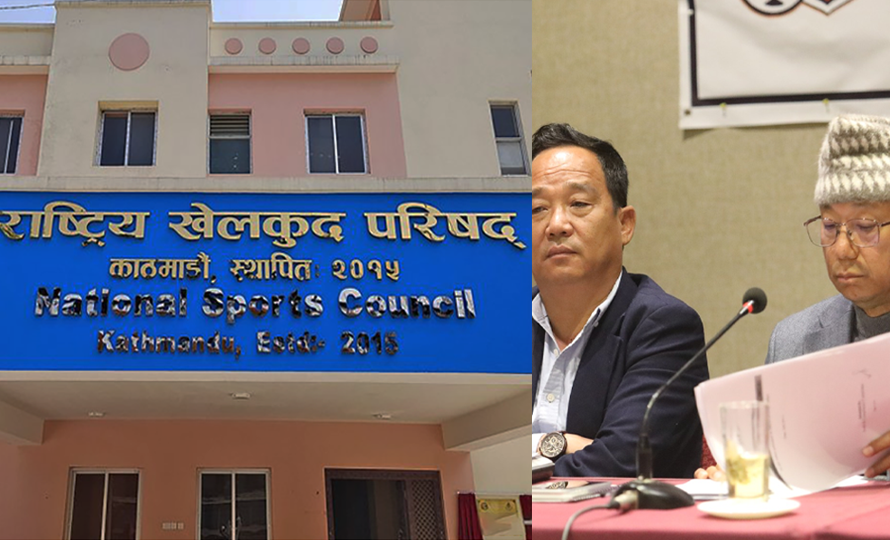 राष्ट्रिय खेलकुद परिषद्
काठमाडौं, स्थापितः २०१५
National Sports Council
Kathmandu, Estd:- 2015